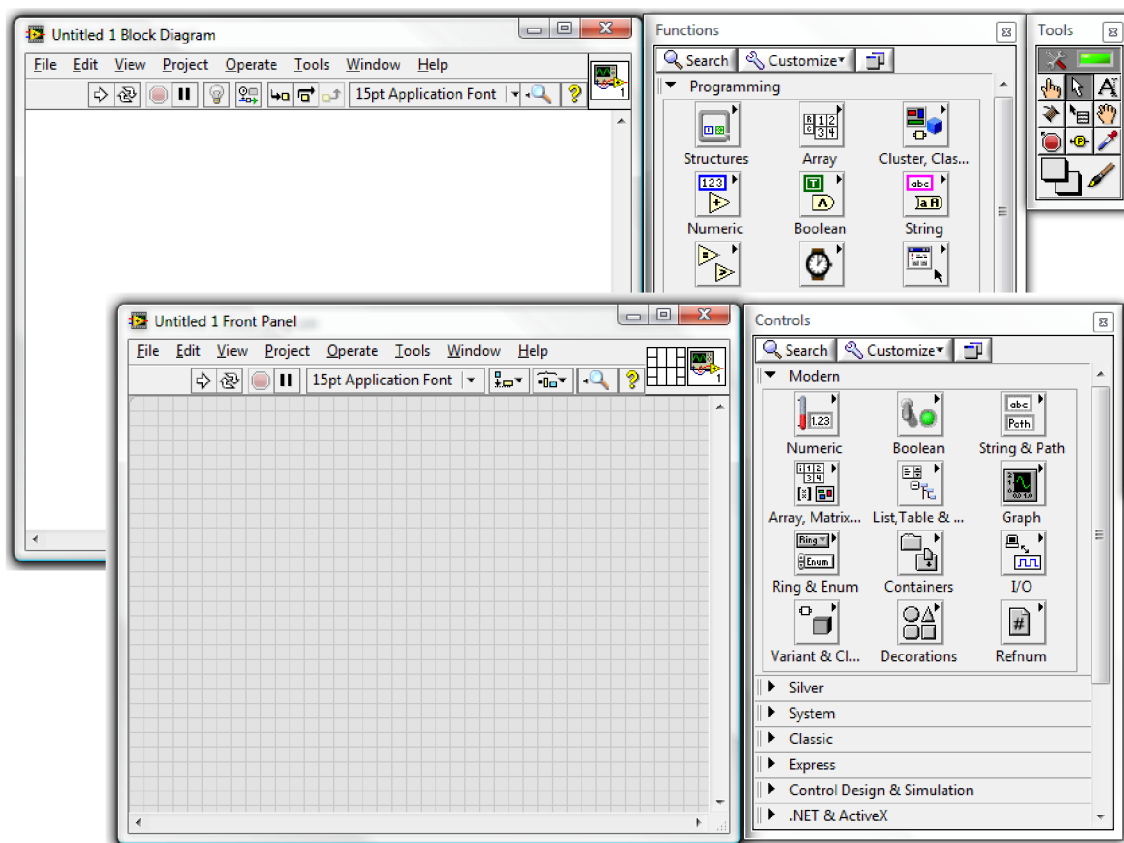 Untitled 1 Block Diagram
File Edit View Project Operate Tools Window Help
15pt Application Font
1
Functions
Search Customize
Programming
Structures Array Cluster, Clas...
Numeric Boolean String
Tools
Untitled 1 Front Panel
File Edit View Project Operate Tools Window Help
15pt Application Font
1
Controls
Search Customize
Modern
Numeric Boolean String & Path
Array, Matrix... List, Table & ... Graph
Ring & Enum Containers I/O
Variant & Cl... Decorations Refnum
Silver
System
Classic
Express
Control Design & Simulation
.NET & ActiveX